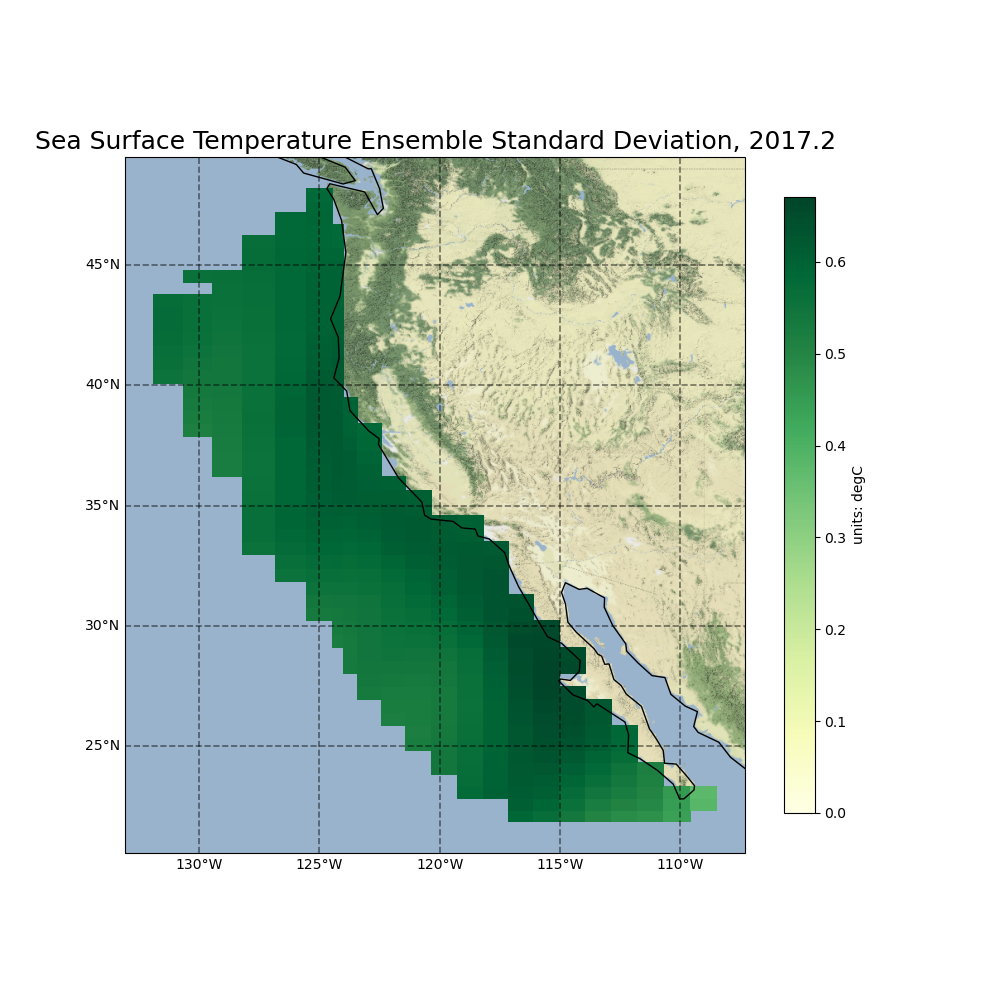 Sea Surface Temperature Ensemble Standard Deviation, 2017.2
45°N
40°N
35°N
30°N
25°N
130°W
125°W
120°W
115°W
110°W
0.6
0.5
0.4
0.3
0.2
0.1
0.0
units: degC